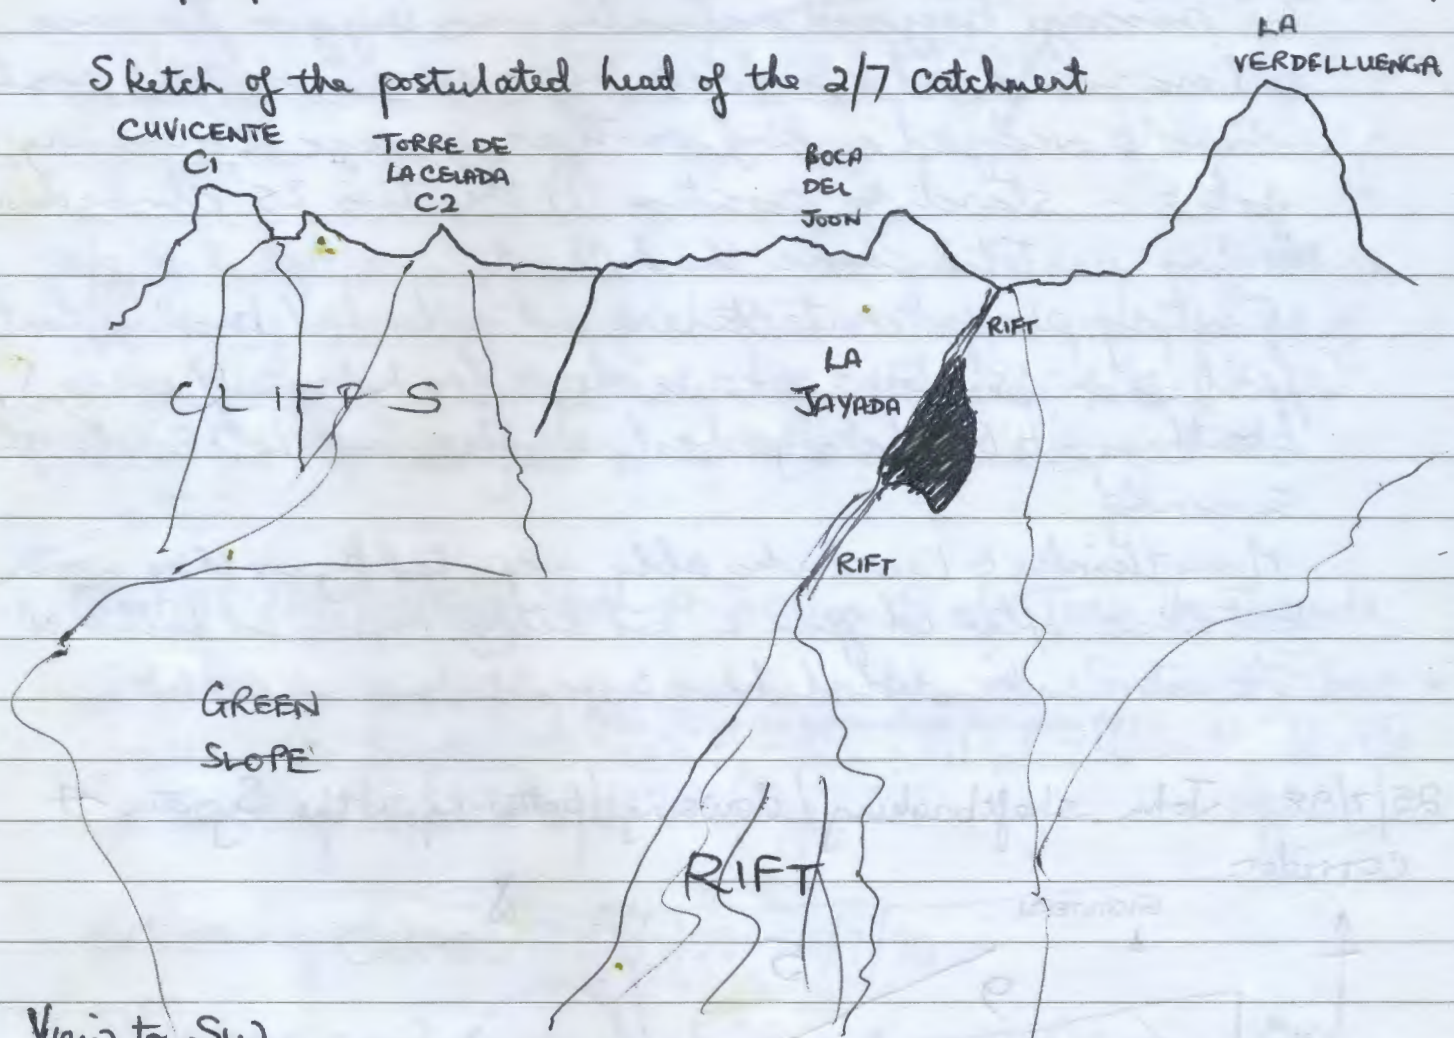 Sketch of the postulated head of the 2/7 catchment
LA
VERDELLUENGA
CUVICENTE
C1
TORRE DE
LA CELADA
C2
BOCA
DEL
JOON
RIFT
LA
JAYADA
CLIFFS
RIFT
GREEN
SLOPE
RIFT
View to SW